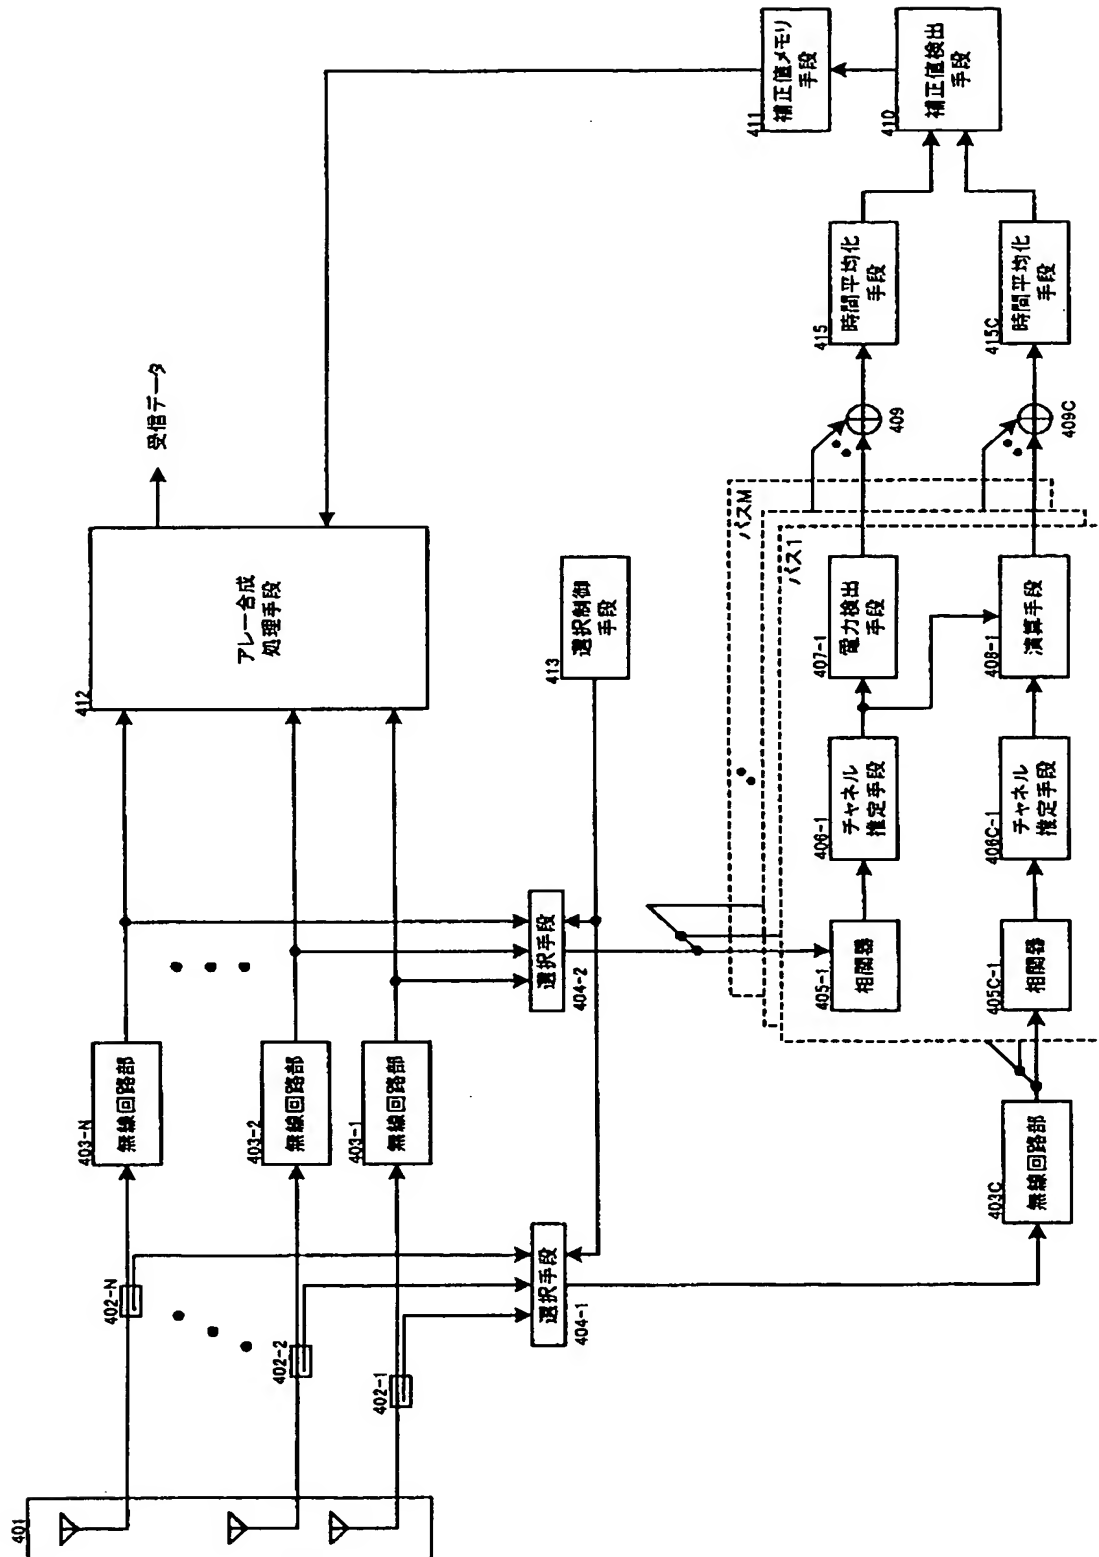 401
402-N
402-2
402-1
403-N
無線回路部
403-2
無線回路部
403-1
無線回路部
412
アレー合成
処理手段
受信データ
選択手段
404-1
選択手段
404-2
413
選択制御
手段
411
補正値メモリ
手段
補正値検出
手段
410
403C
無線回路部
パスM
パス1
405-1
相関器
406-1
チャネル
推定手段
407-1
電力検出
手段
409
415
時間平均化
手段
405C-1
相関器
406C-1
チャネル
推定手段
408-1
演算手段
409C
415C
時間平均化
手段